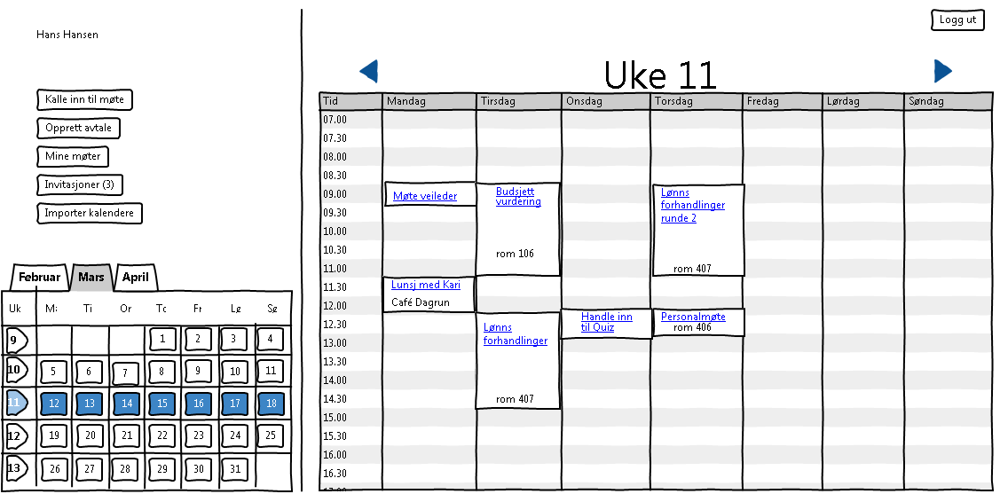 Hans Hansen
Kalle inn til møte
Opprett avtale
Mine møter
Invitasjoner (3)
Importer kalendere
Februar Mars April
Uk M: Ti Or Tc Fr Lø Sø
9 1 2 3 4
10 5 6 7 8 9 10 11
11 12 13 14 15 16 17 18
12 19 20 21 22 23 24 25
13 26 27 28 29 30 31
Logg ut
Uke 11
Tid Mandag Tirsdag Onsdag Torsdag Fredag Lørdag Søndag
07.00
07.30
08.00
08.30
09.00
09.30
10.00
10.30
11.00
11.30
12.00
12.30
13.00
13.30
14.00
14.30
15.00
15.30
16.00
16.30
17.00
Møte veileder
Lunsj med Kari
Café Dagrun
Budsjett
vurdering
rom 106
Lønns
forhandlinger
rom 407
Handle inn
til Quiz
Lønns
forhandlinger
runde 2
rom 407
Personalmøte
rom 406